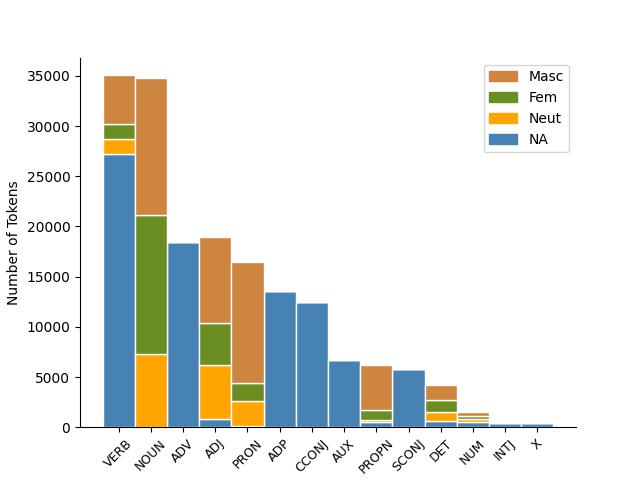 35000
30000
25000
20000
15000
10000
5000
0
Number of Tokens
Masc
Fem
Neut
NA
VERB
NOUN
ADV
ADJ
PRON
ADP
CCONJ
AUX
PROPN
SCONJ
DET
NUM
INTJ
X